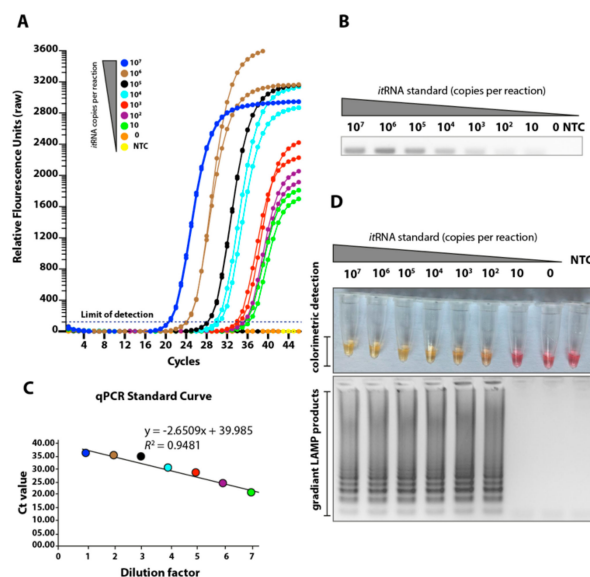 A
Relative Flourescence Units (raw)
3600
3200
2800
2400
2000
1600
1200
800
400
0
itRNA copies per reaction
10⁷
10⁶
10⁵
10⁴
10³
10²
10
0
NTC
Limit of detection
4 8 12 16 20 24 28 32 36 40 44
Cycles
B
itRNA standard (copies per reaction)
10⁷ 10⁶ 10⁵ 10⁴ 10³ 10² 10 0 NTC
C
qPCR Standard Curve
y = -2.6509x + 39.985
R² = 0.9481
Ct value
40.00
35.00
30.00
25.00
20.00
15.00
10.00
05.00
00.00
0 1 2 3 4 5 6 7
Dilution factor
D
itRNA standard (copies per reaction)
10⁷ 10⁶ 10⁵ 10⁴ 10³ 10² 10 0 NTC
colorimetric detection
gradiant LAMP products